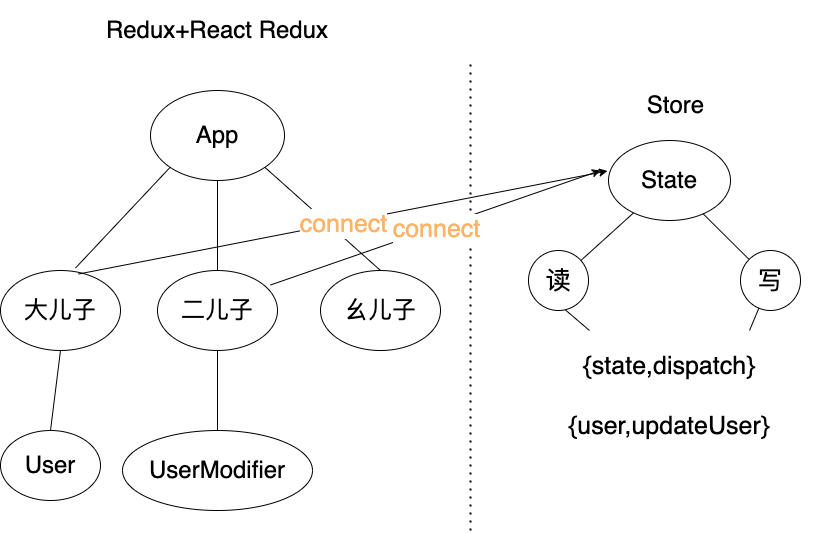 Redux+React Redux
Store
App
State
connect
connect
读
写
大儿子
二儿子
幺儿子
{state,dispatch}
{user,updateUser}
User
UserModifier